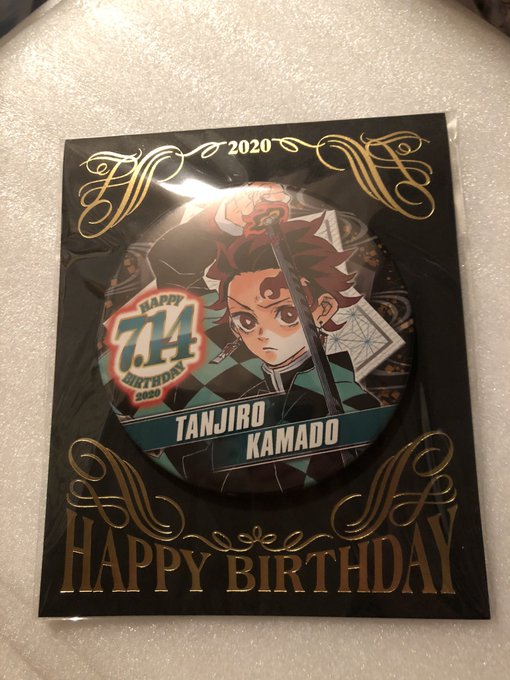 2020
HAPPY
7.14
BIRTHDAY
2020
TANJIRO
KAMADO
HAPPY BIRTHDAY